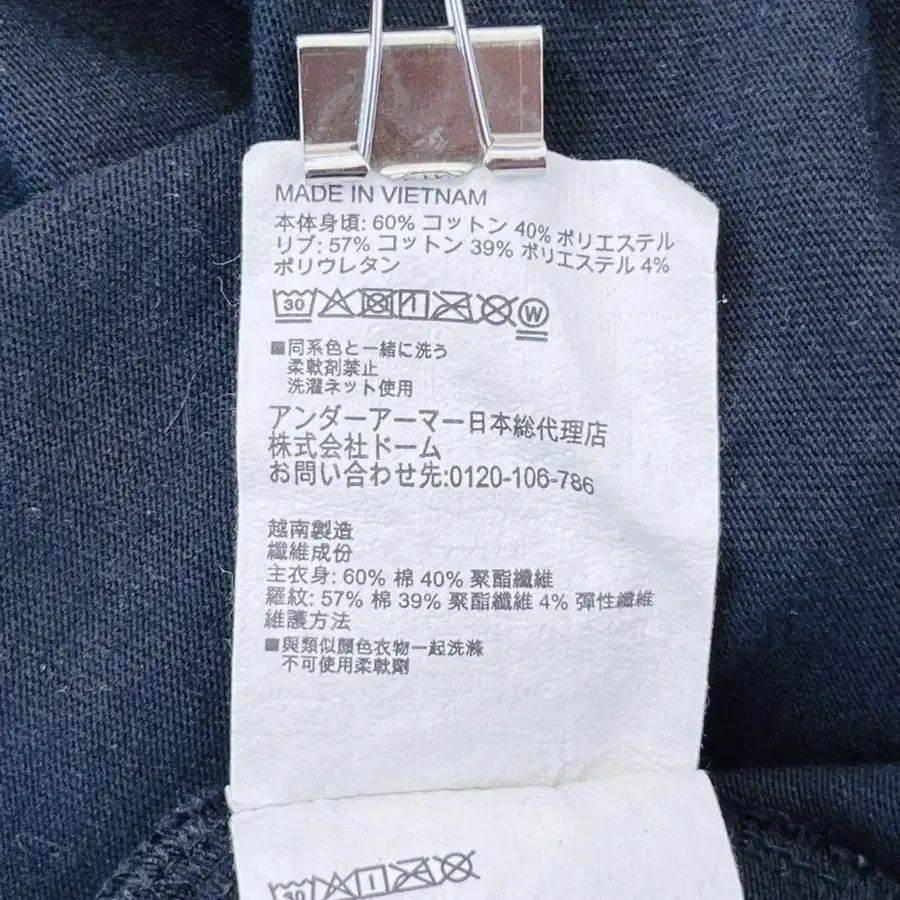 MADE IN VIETNAM
本体身頃: 60% コットン 40% ポリエステル
リブ: 57% コットン 39% ポリエステル 4%
ポリウレタン
30 W
■同系色と一緒に洗う
柔軟剤禁止
洗濯ネット使用
アンダーアーマー日本総代理店
株式会社ドーム
お問い合わせ先:0120-106-786
越南製造
纖維成份
主衣身: 60% 棉 40% 聚酯纖維
羅紋: 57% 棉 39% 聚酯纖維 4% 彈性纖維
維護方法
■與類似顏色衣物一起洗滌
不可使用柔軟劑
30